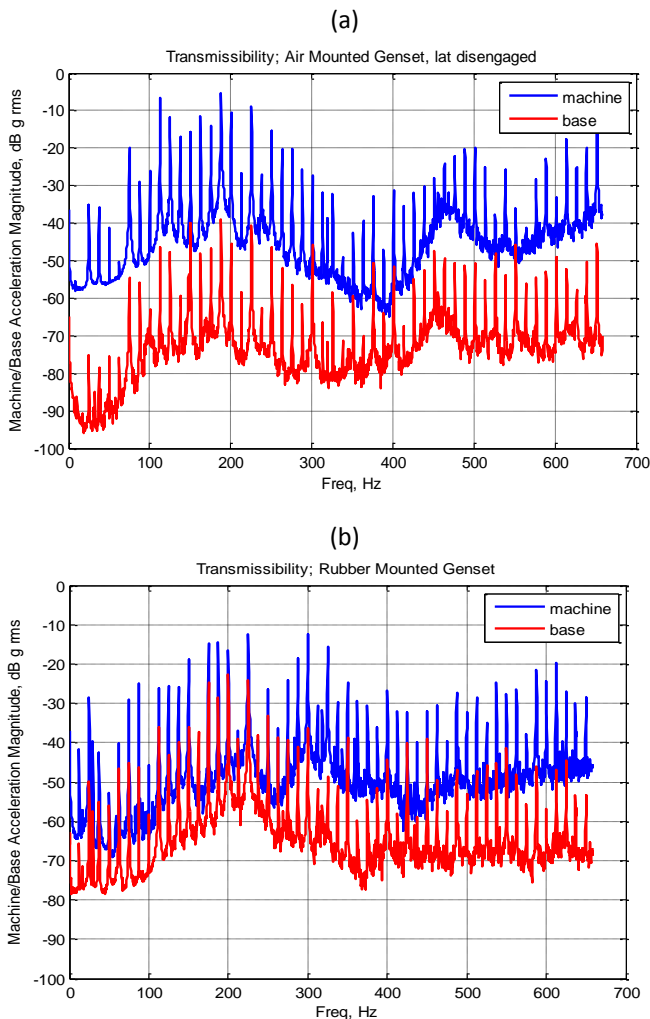 (a)
Transmissibility; Air Mounted Genset, lat disengaged
machine
base
Machine/Base Acceleration Magnitude, dB g rms
0
-10
-20
-30
-40
-50
-60
-70
-80
-90
-100
0 100 200 300 400 500 600 700
Freq, Hz
(b)
Transmissibility; Rubber Mounted Genset
machine
base
Machine/Base Acceleration Magnitude, dB g rms
0
-10
-20
-30
-40
-50
-60
-70
-80
-90
-100
0 100 200 300 400 500 600 700
Freq, Hz